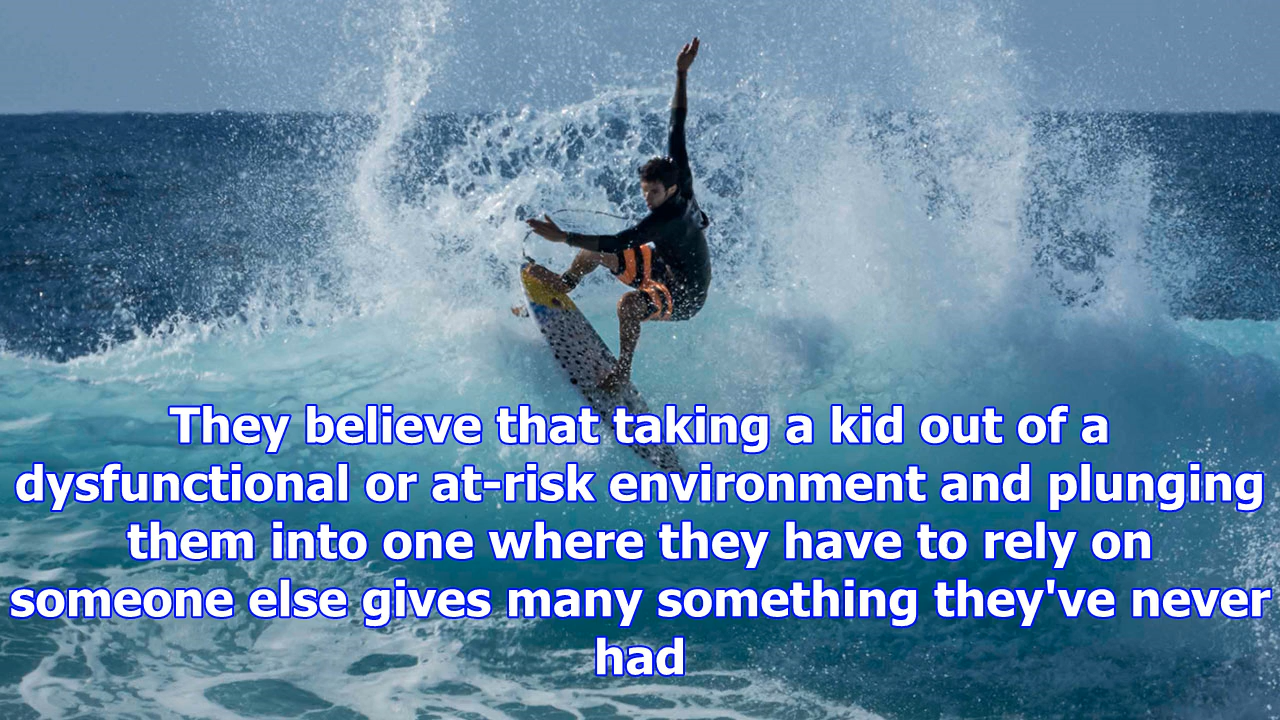 They believe that taking a kid out of a
dysfunctional or at-risk environment and plunging
them into one where they have to rely on
someone else gives many something they've never
had